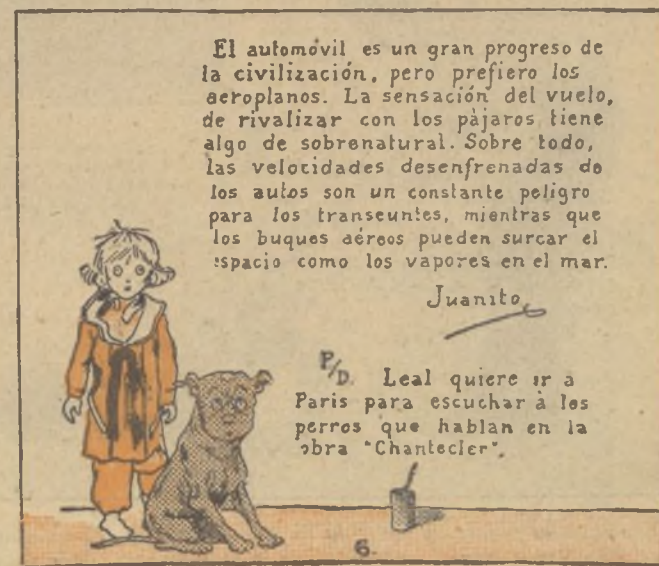 El automóvil es un gran progreso de
la civilización, pero prefiero los
aeroplanos. La sensación del vuelo,
de rivalizar con los pàjaros tiene
algo de sobrenatural. Sobre todo,
las velocidades desenfrenadas de
los autos son un constante peligro
para los transeuntes, mientras que
los buques aéreos pueden surcar el
espacio como los vapores en el mar.
Juanito
P/D. Leal quiere ir a
Paris para escuchar à los
perros que hablan en la
obra "Chantecler".
6.